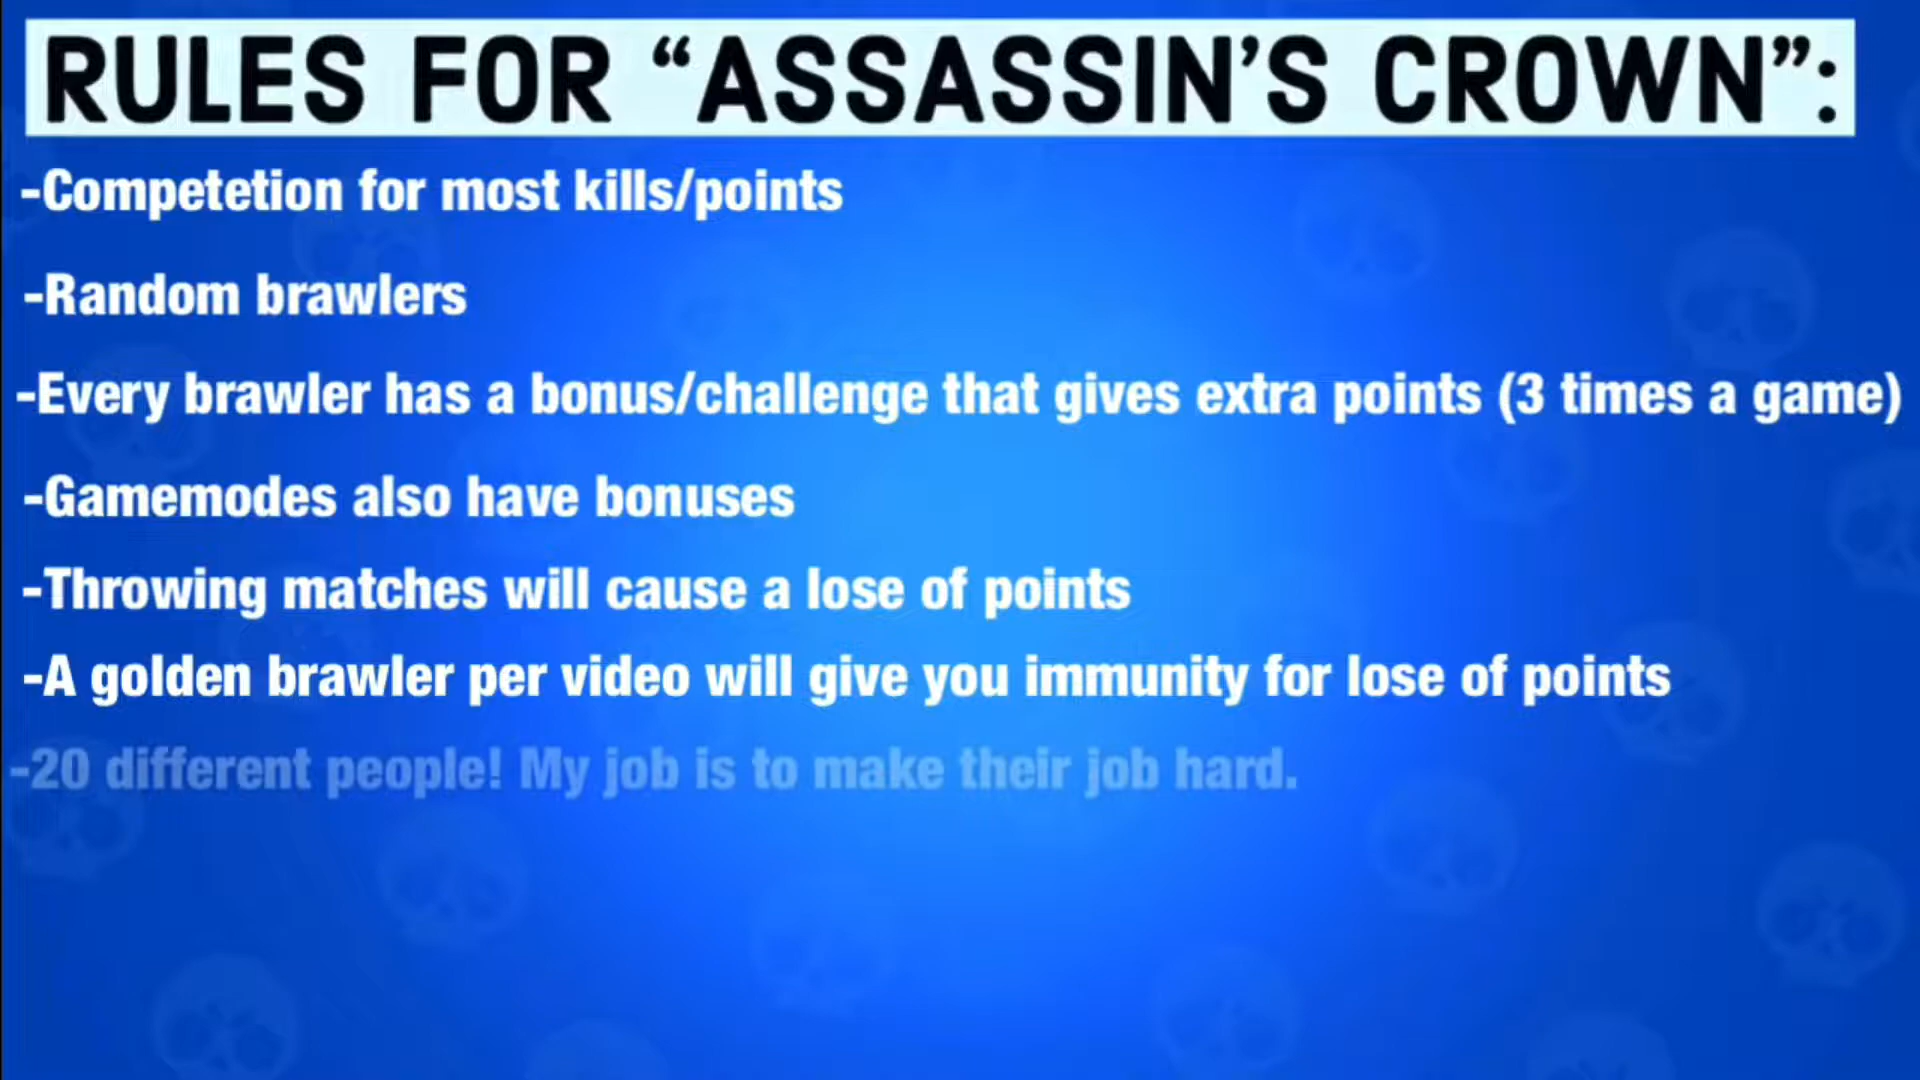 RULES FOR “ASSASSIN’S CROWN”:
-Competetion for most kills/points
-Random brawlers
-Every brawler has a bonus/challenge that gives extra points (3 times a game)
-Gamemodes also have bonuses
-Throwing matches will cause a lose of points
-A golden brawler per video will give you immunity for lose of points
-20 different people! My job is to make their job hard.